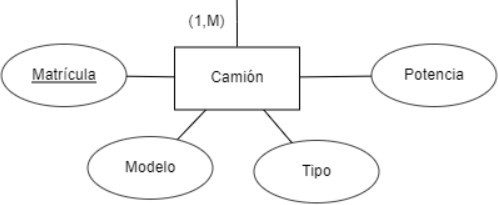 (1,M)
Matrícula
Camión
Potencia
Modelo
Tipo